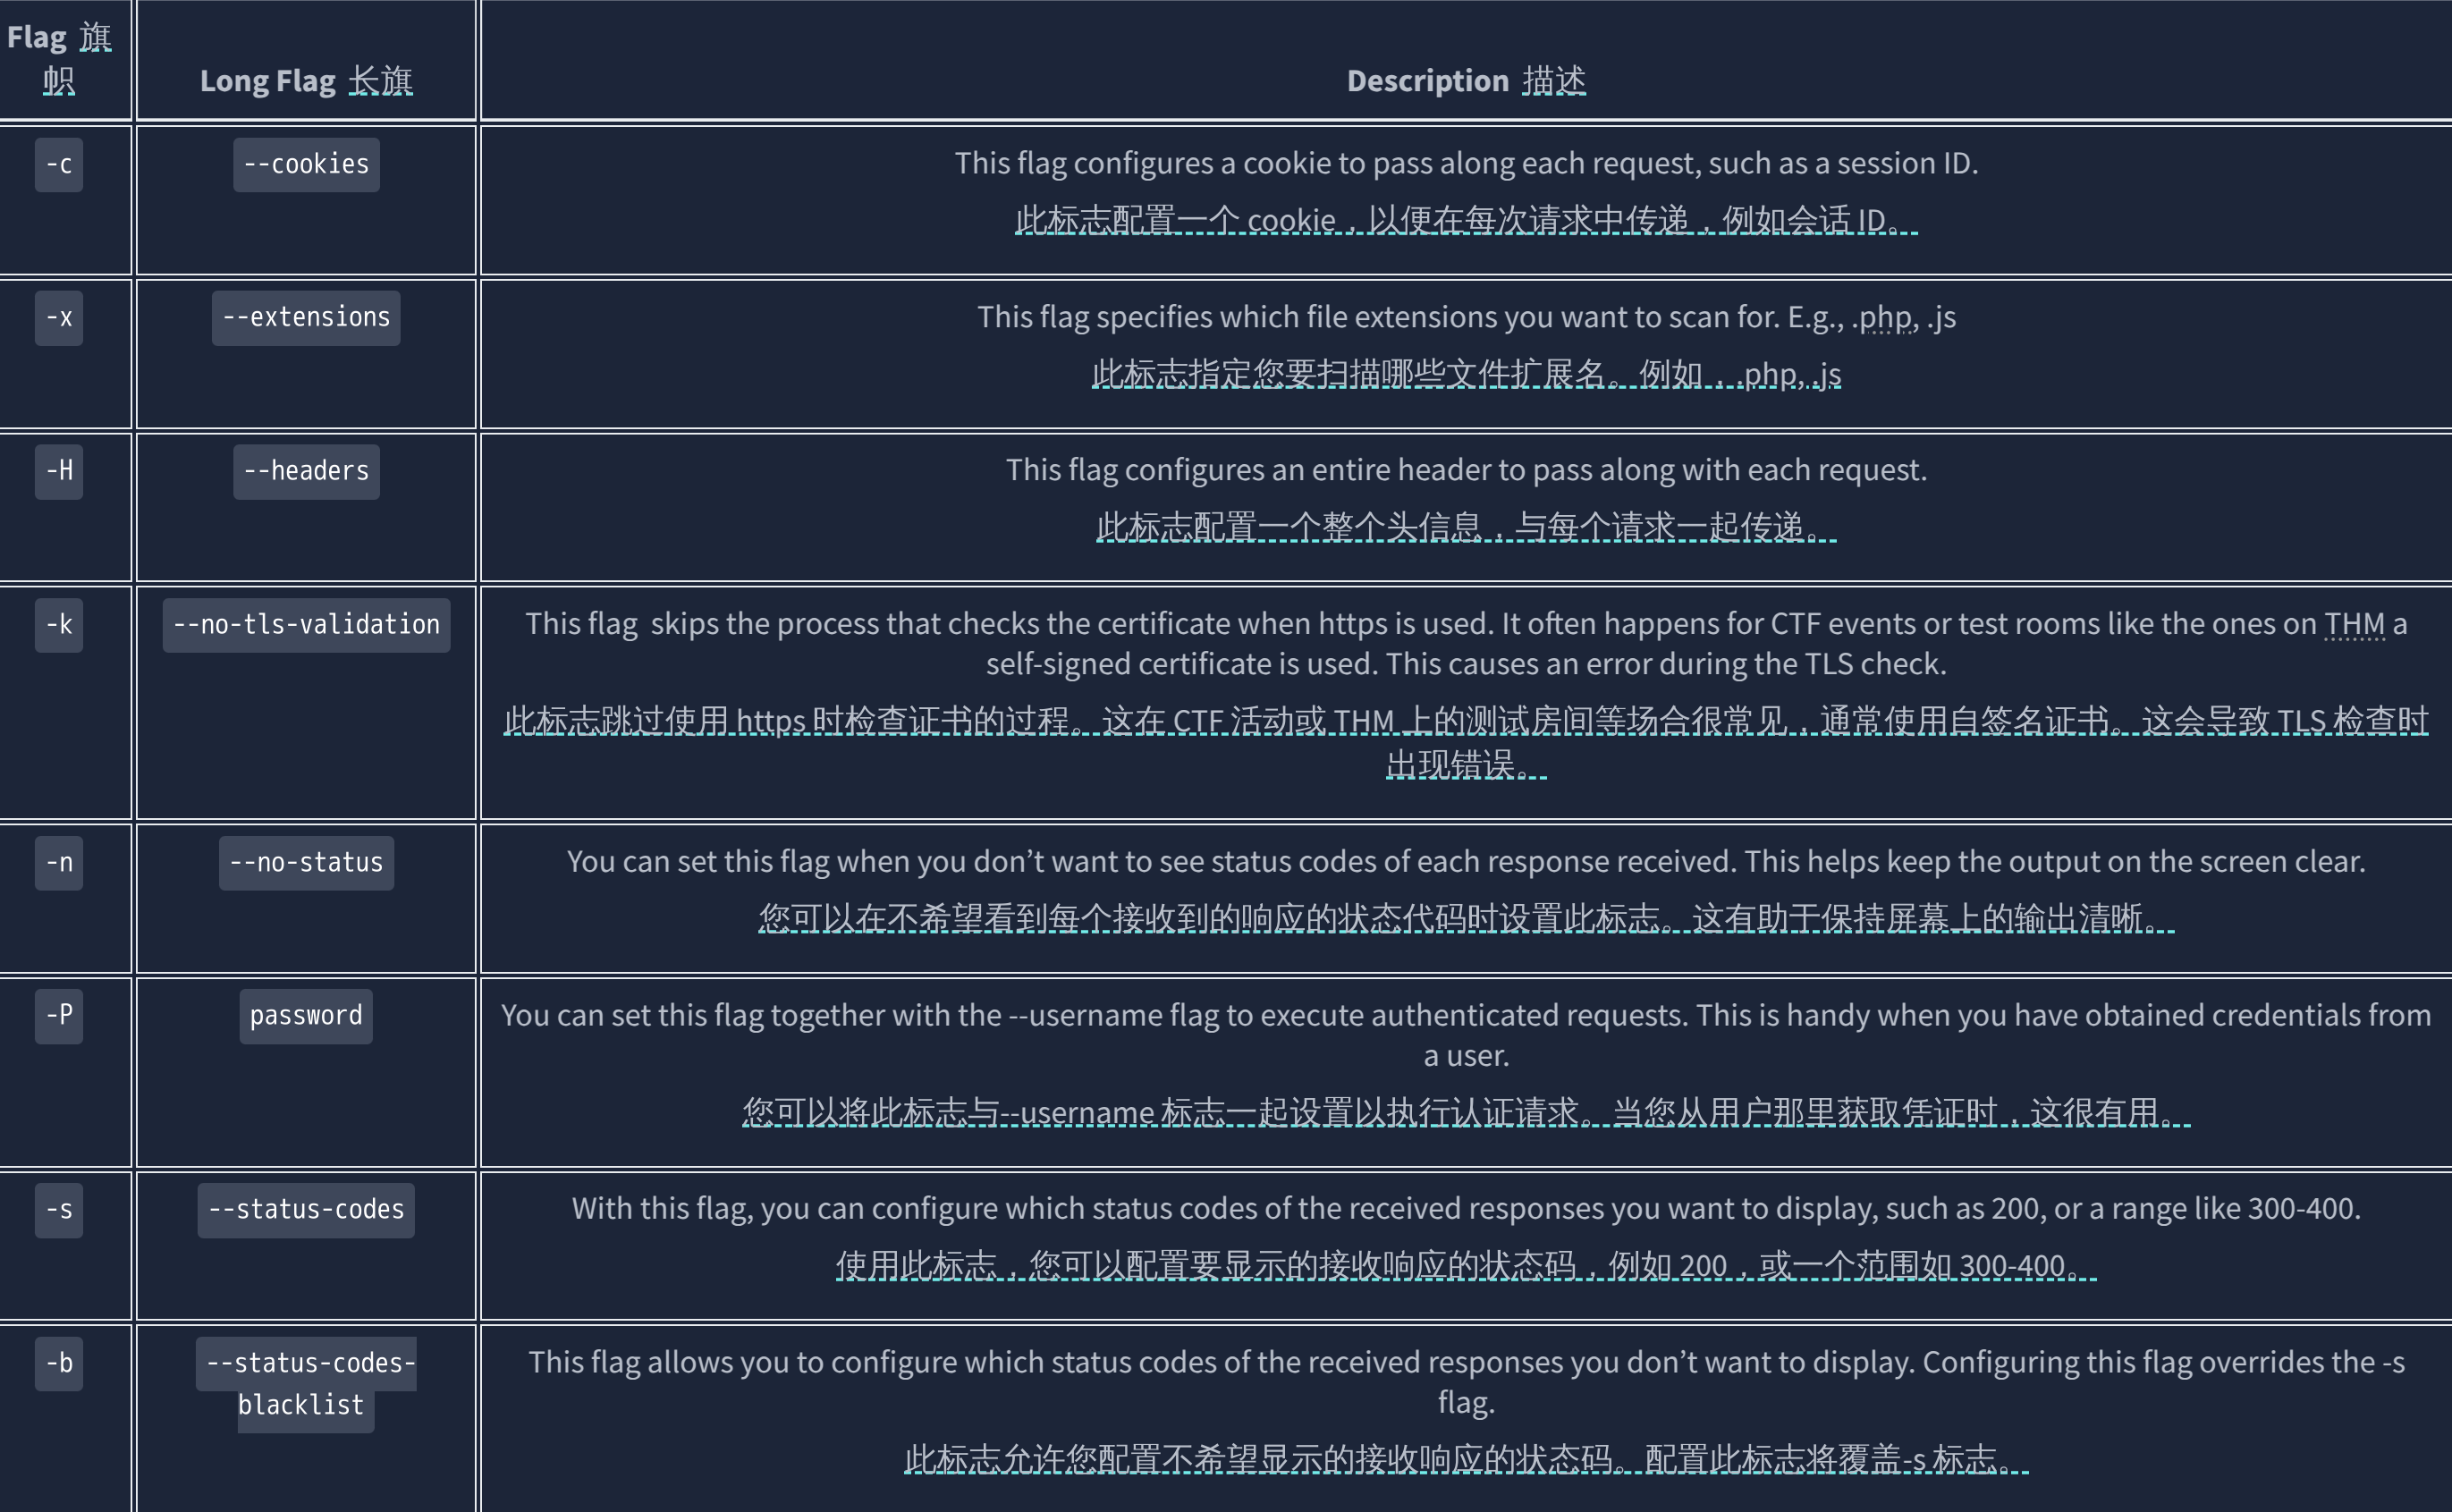 Flag 旗
帜
Long Flag 长旗
Description 描述
-c
--cookies
This flag configures a cookie to pass along each request, such as a session ID.
此标志配置一个 cookie，以便在每次请求中传递，例如会话 ID。
-x
--extensions
This flag specifies which file extensions you want to scan for. E.g., .php, .js
此标志指定您要扫描哪些文件扩展名。例如，.php, .js
-H
--headers
This flag configures an entire header to pass along with each request.
此标志配置一个整个头信息，与每个请求一起传递。
-k
--no-tls-validation
This flag  skips the process that checks the certificate when https is used. It often happens for CTF events or test rooms like the ones on THM a
self-signed certificate is used. This causes an error during the TLS check.
此标志跳过使用 https 时检查证书的过程。这在 CTF 活动或 THM 上的测试房间等场合很常见，通常使用自签名证书。这会导致 TLS 检查时
出现错误。
-n
--no-status
You can set this flag when you don’t want to see status codes of each response received. This helps keep the output on the screen clear.
您可以在不希望看到每个接收到的响应的状态代码时设置此标志。这有助于保持屏幕上的输出清晰。
-P
password
You can set this flag together with the --username flag to execute authenticated requests. This is handy when you have obtained credentials from
a user.
您可以将此标志与--username 标志一起设置以执行认证请求。当您从用户那里获取凭证时，这很有用。
-s
--status-codes
With this flag, you can configure which status codes of the received responses you want to display, such as 200, or a range like 300-400.
使用此标志，您可以配置要显示的接收响应的状态码，例如 200，或一个范围如 300-400。
-b
--status-codes-
blacklist
This flag allows you to configure which status codes of the received responses you don’t want to display. Configuring this flag overrides the -s
flag.
此标志允许您配置不希望显示的接收响应的状态码。配置此标志将覆盖-s 标志。